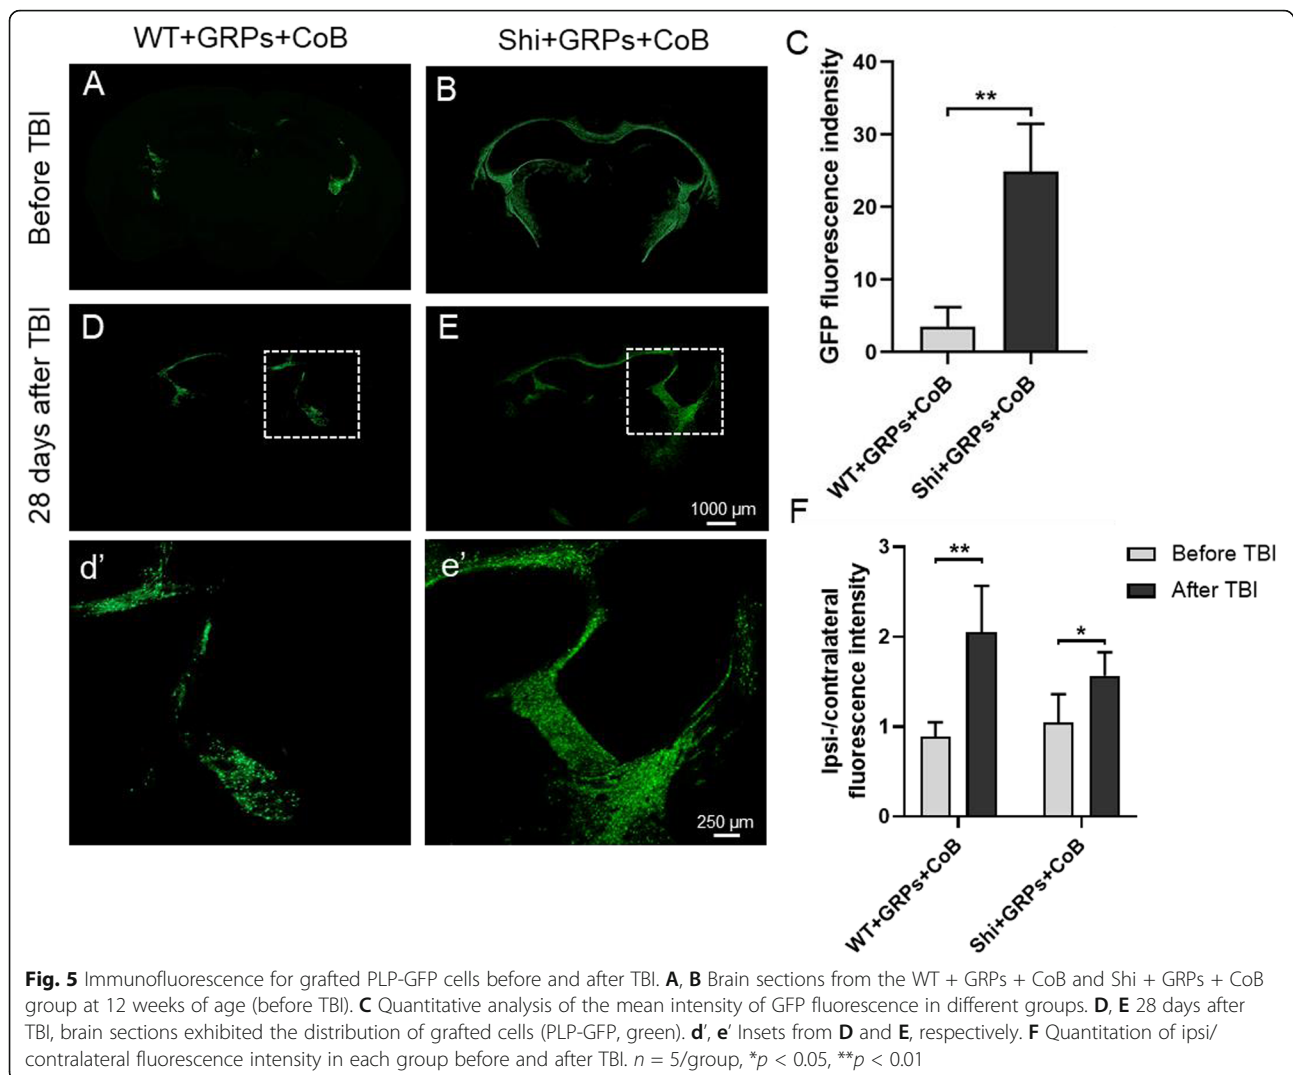 WT+GRPs+CoB
Shi+GRPs+CoB
Before TBI
A
B
C
GFP fluorescence indensity
40
30
20
10
0
**
WT+GRPs+CoB
Shi+GRPs+CoB
28 days after TBI
D
E
1000 µm
d'
e'
250 µm
F
Ipsi-/contralateral
fluorescence intensity
3
2
1
0
**
*
Before TBI
After TBI
WT+GRPs+CoB
Shi+GRPs+CoB
Fig. 5 Immunofluorescence for grafted PLP-GFP cells before and after TBI. A, B Brain sections from the WT + GRPs + CoB and Shi + GRPs + CoB
group at 12 weeks of age (before TBI). C Quantitative analysis of the mean intensity of GFP fluorescence in different groups. D, E 28 days after
TBI, brain sections exhibited the distribution of grafted cells (PLP-GFP, green). d′, e′ Insets from D and E, respectively. F Quantitation of ipsi/
contralateral fluorescence intensity in each group before and after TBI. n = 5/group, *p < 0.05, **p < 0.01